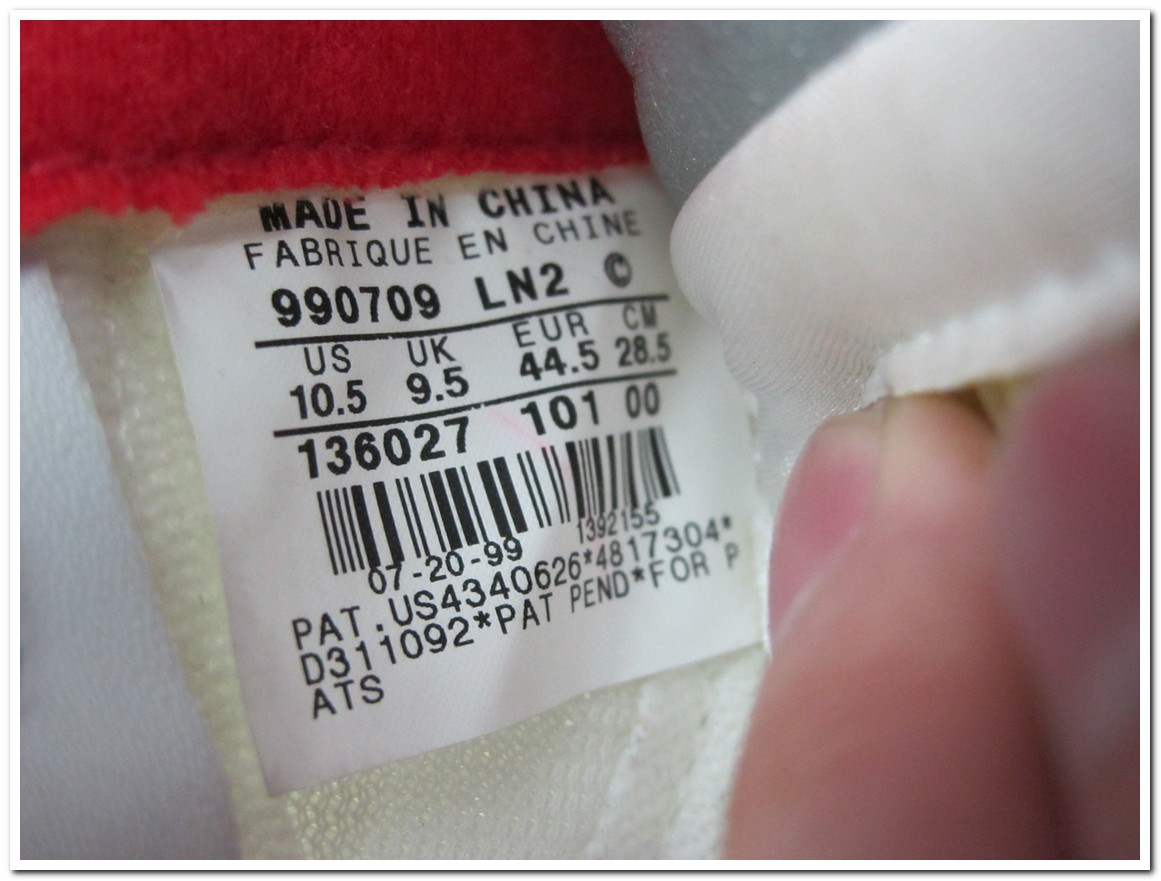 MADE IN CHINA
FABRIQUE EN CHINE
990709 LN2 ©
US UK EUR CM
10.5 9.5 44.5 28.5
136027 101 00
1392155
07-20-99
PAT.US4340626*4817304*
D311092*PAT PEND*FOR P
ATS